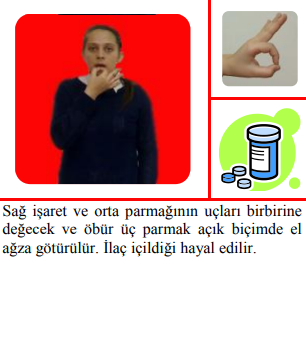 Sağ işaret ve orta parmağının uçları birbirine
değecek ve öbür üç parmak açık biçimde el
ağza götürülür. İlaç içildiği hayal edilir.